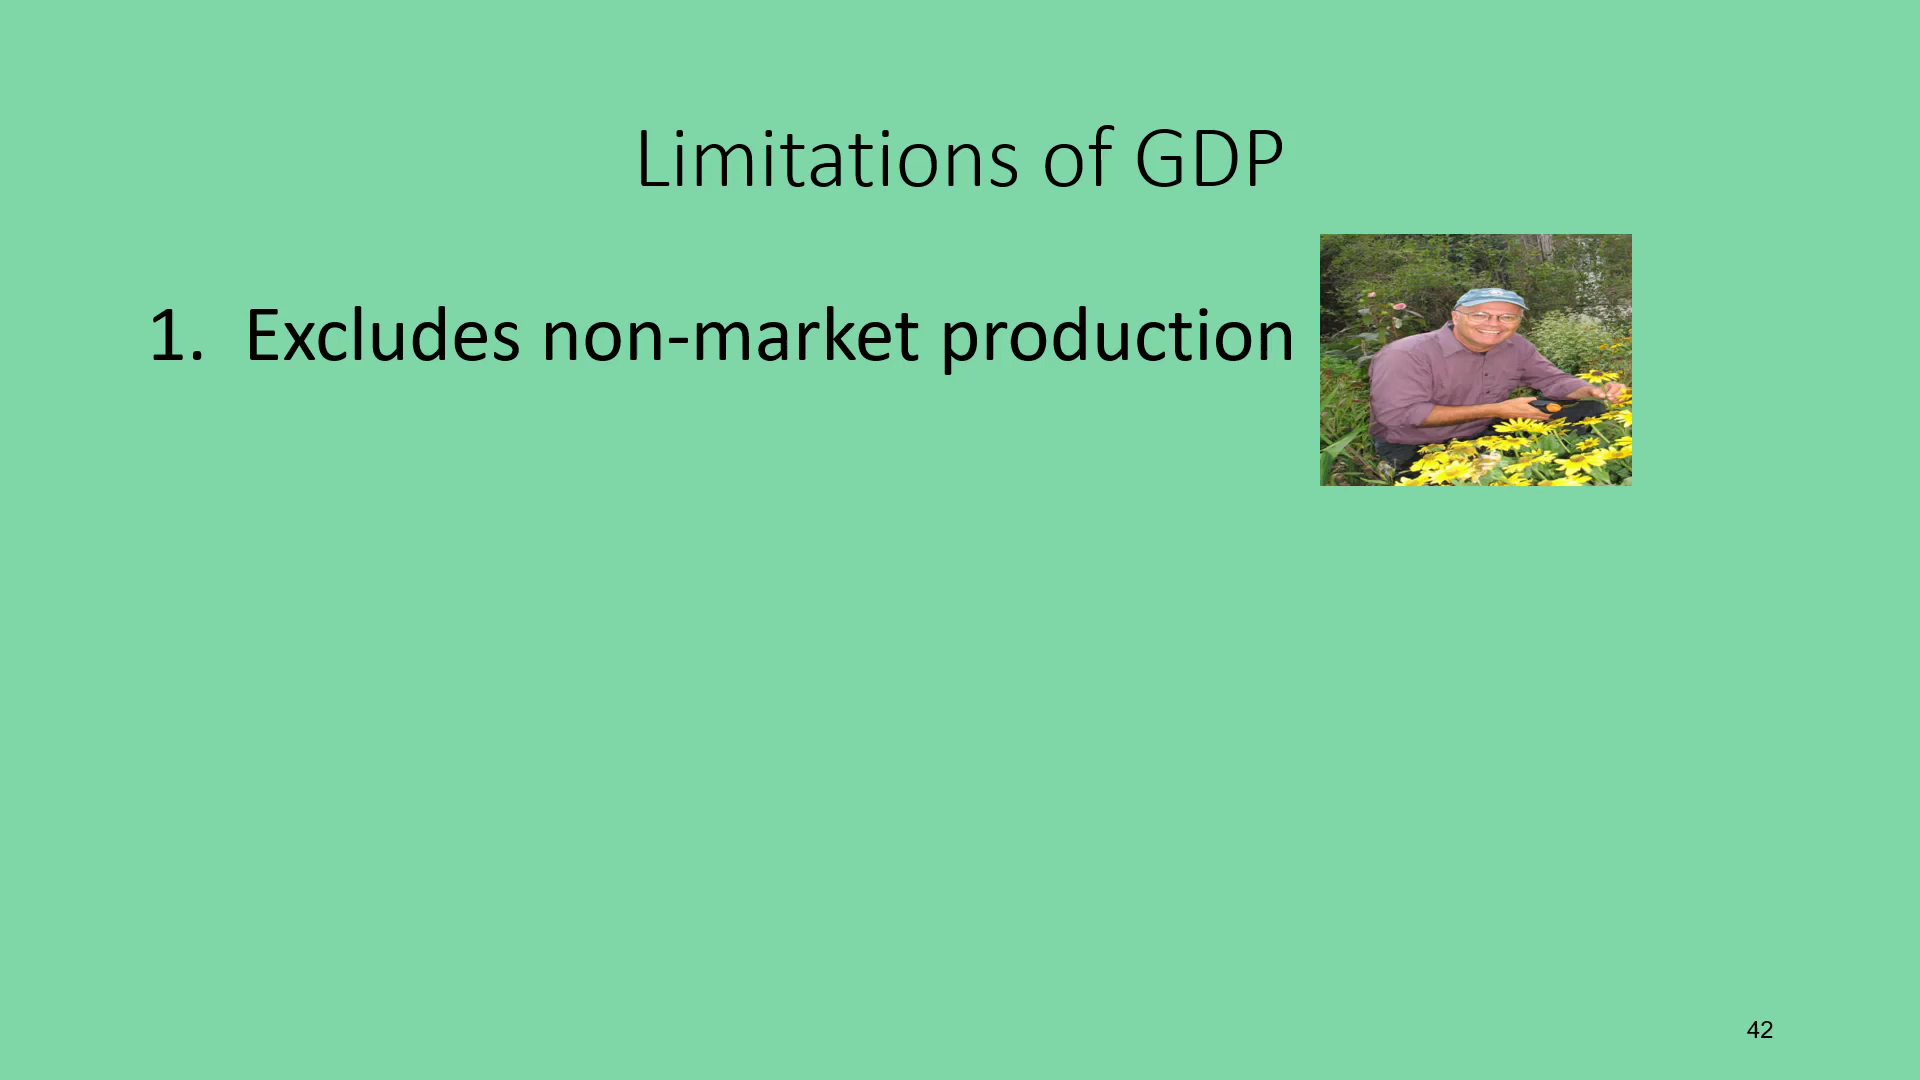 Limitations of GDP
1. Excludes non-market production
42